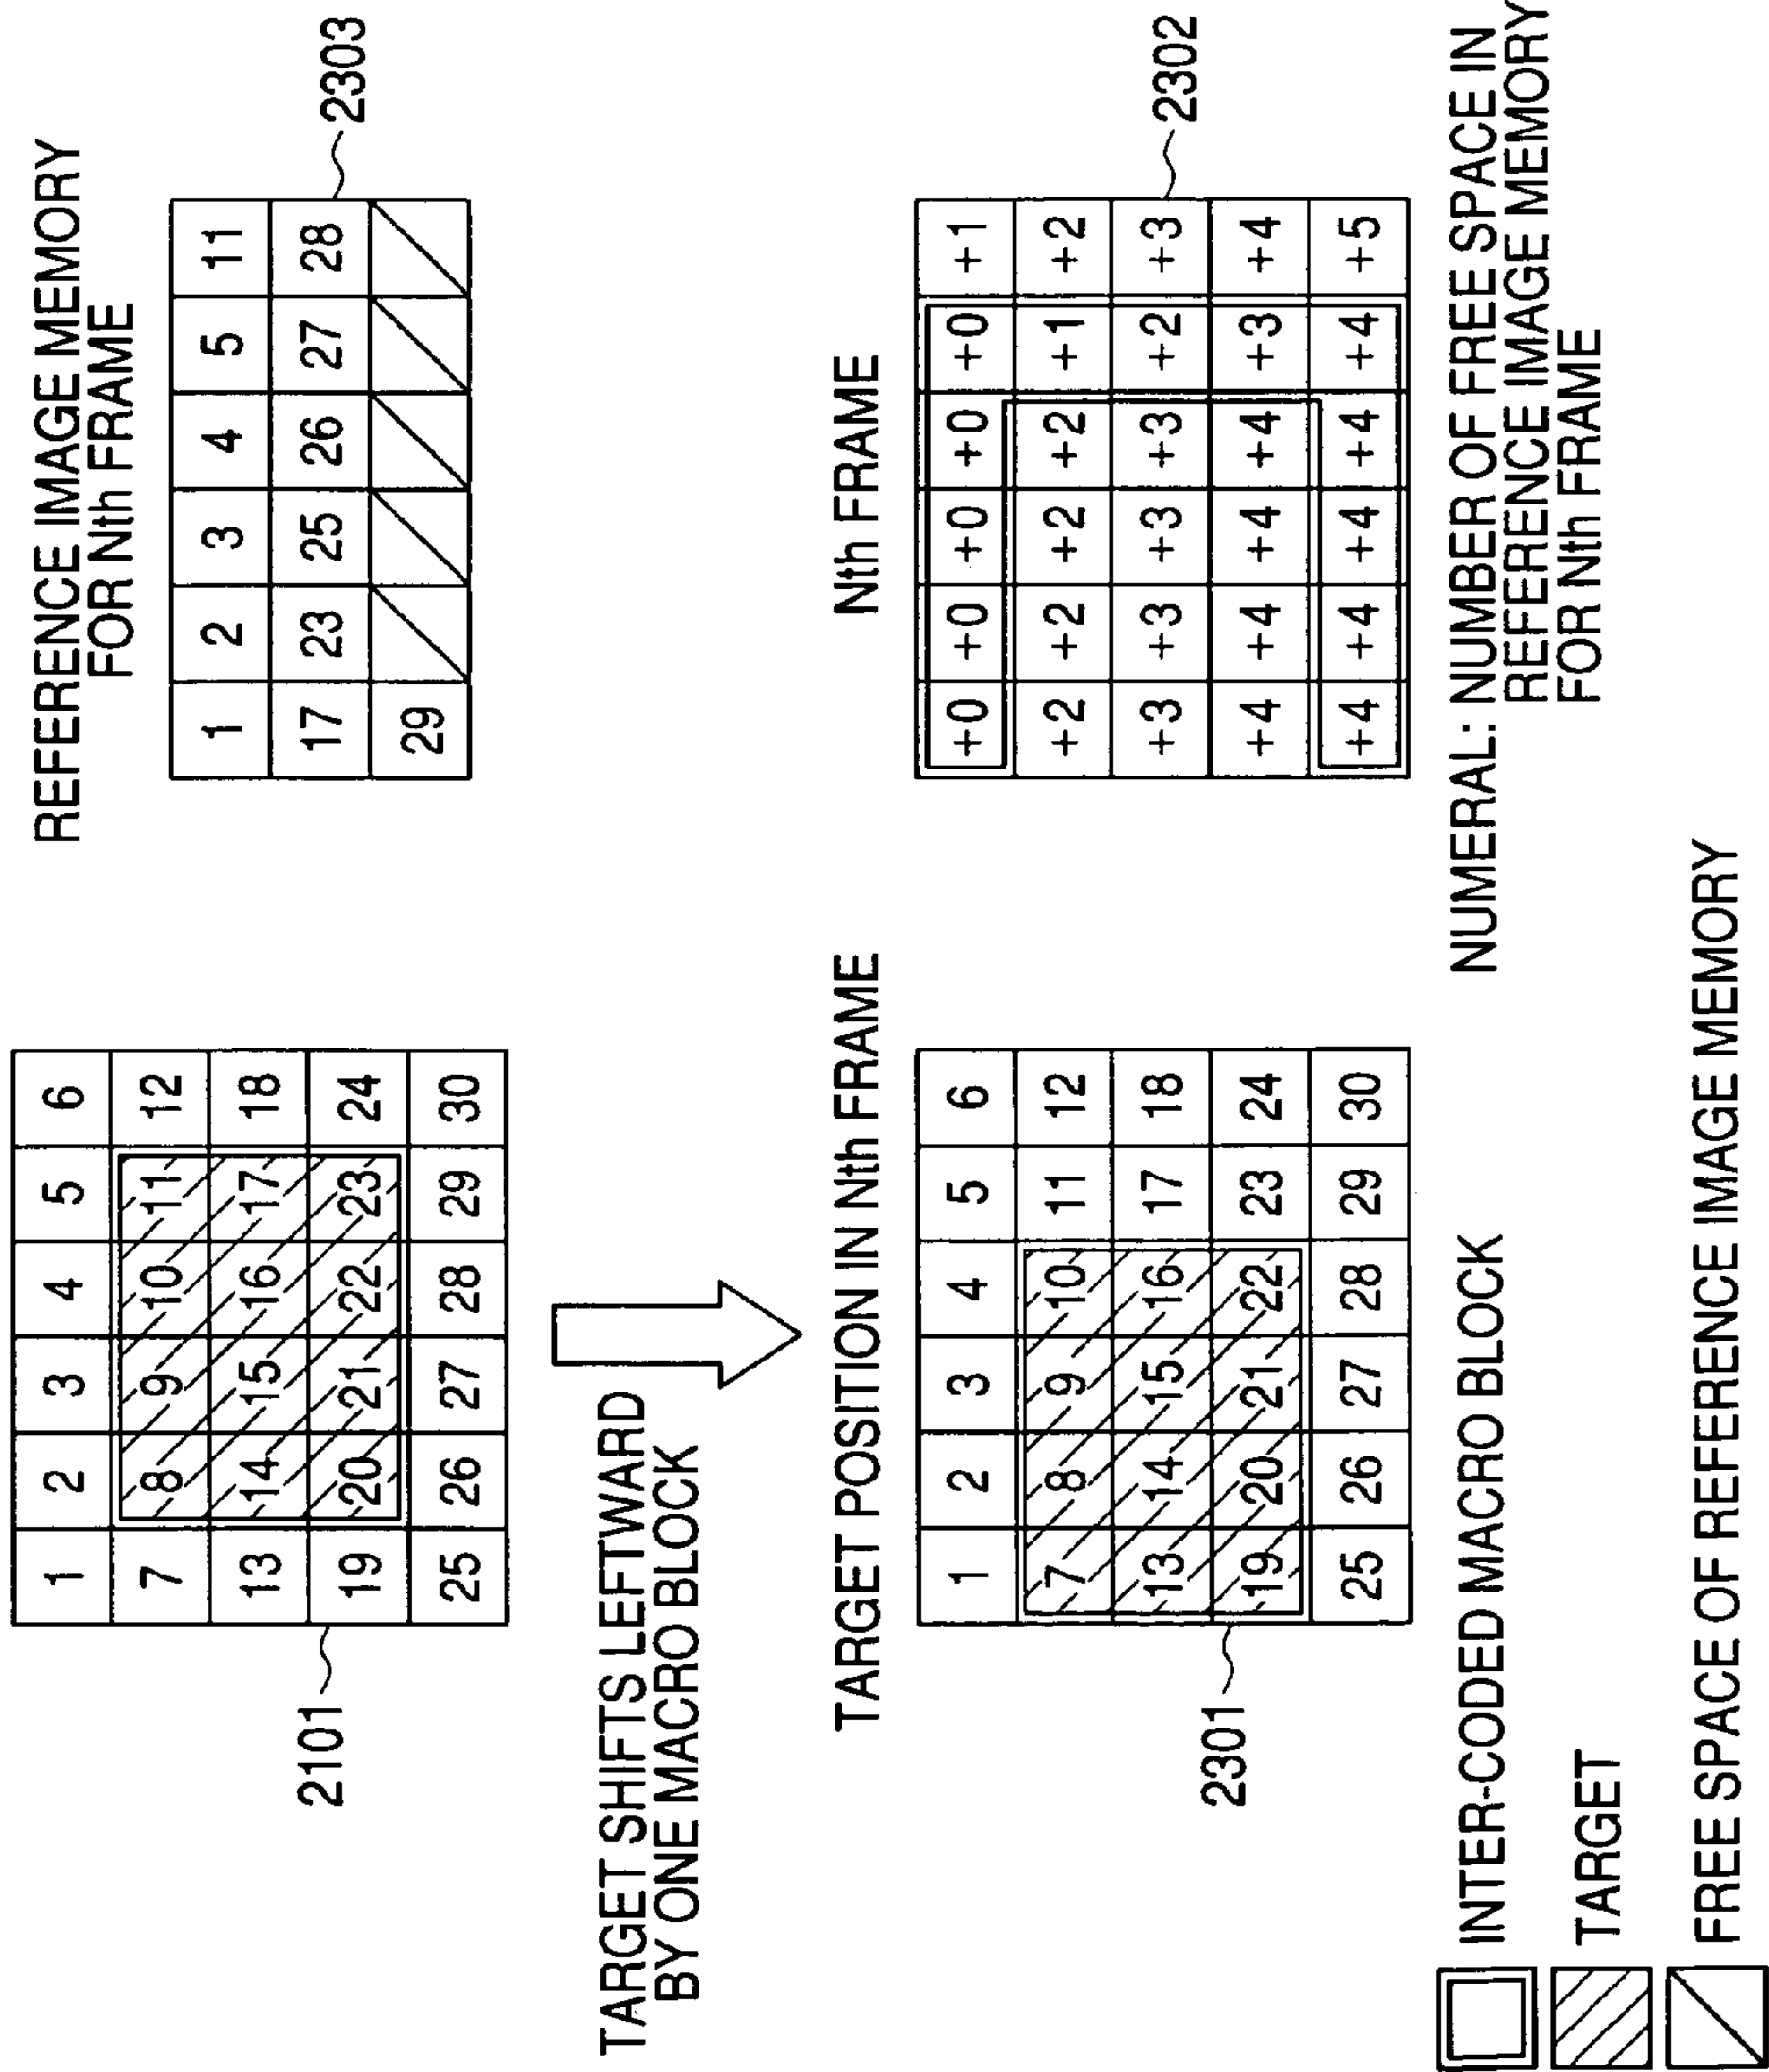 1 2 3 4 5 6
7 8 9 10 11 12
13 14 15 16 17 18
19 20 21 22 23 24
25 26 27 28 29 30
2101
REFERENCE IMAGE MEMORY
FOR Nth FRAME
1 2 3 4 5 11
17 23 25 26 27 28
29
2303
TARGET SHIFTS LEFTWARD
BY ONE MACRO BLOCK
TARGET POSITION IN Nth FRAME
1 2 3 4 5 6
7 8 9 10 11 12
13 14 15 16 17 18
19 20 21 22 23 24
25 26 27 28 29 30
2301
Nth FRAME
+0 +0 +0 +0 +0 +1
+2 +2 +2 +2 +1 +2
+3 +3 +3 +3 +2 +3
+4 +4 +4 +4 +3 +4
+4 +4 +4 +4 +4 +5
2302
NUMERAL: NUMBER OF FREE SPACE IN
REFERENCE IMAGE MEMORY
FOR Nth FRAME
INTER-CODED MACRO BLOCK
TARGET
FREE SPACE OF REFERENCE IMAGE MEMORY